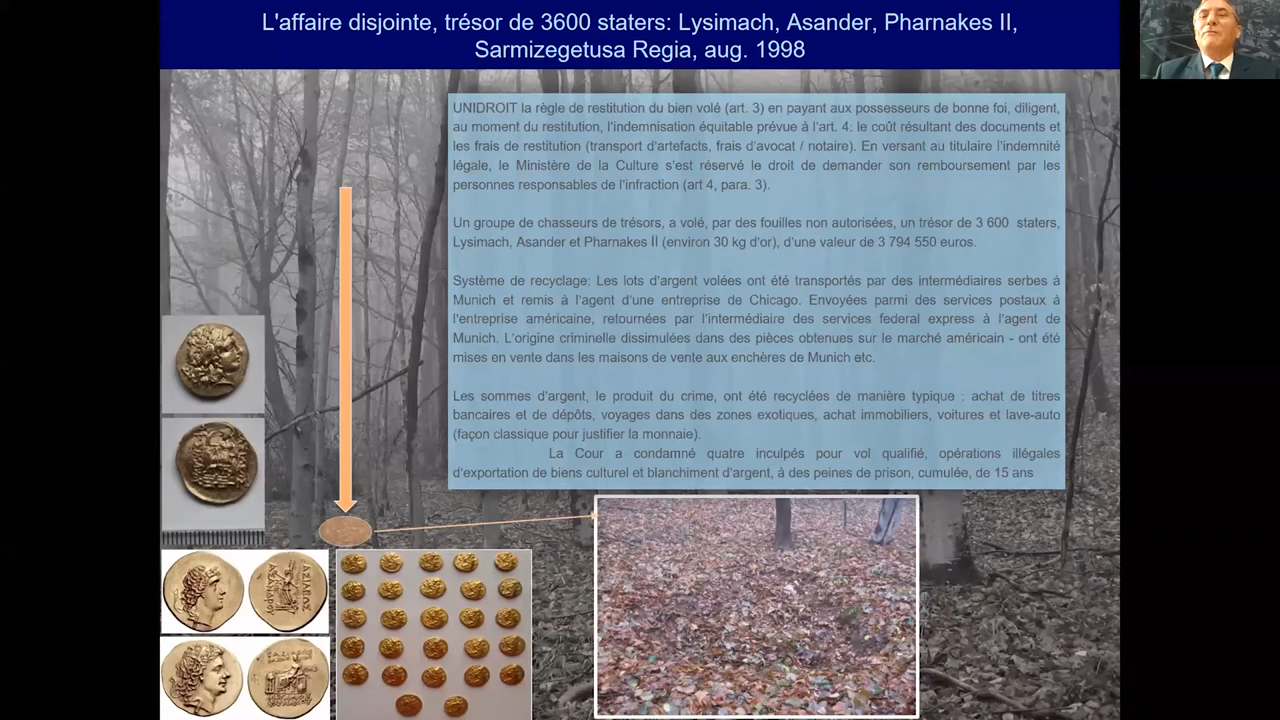 L'affaire disjointe, trésor de 3600 staters: Lysimach, Asander, Pharnakes II,
Sarmizegetusa Regia, aug. 1998
UNIDROIT la règle de restitution du bien volé (art. 3) en payant aux possesseurs de bonne foi, diligent,
au moment du restitution, l'indemnisation équitable prévue à l'art. 4: le coût résultant des documents et
les frais de restitution (transport d'artefacts, frais d'avocat / notaire). En versant au titulaire l'indemnité
légale, le Ministère de la Culture s'est réservé le droit de demander son remboursement par les
personnes responsables de l'infraction (art 4, para. 3).
Un groupe de chasseurs de trésors, a volé, par des fouilles non autorisées, un trésor de 3 600 staters,
Lysimach, Asander et Pharnakes II (environ 30 kg d'or), d'une valeur de 3 794 550 euros.
Système de recyclage: Les lots d'argent volées ont été transportés par des intermédiaires serbes à
Munich et remis à l'agent d'une entreprise de Chicago. Envoyées parmi des services postaux à
l'entreprise américaine, retournées par l'intermédiaire des services federal express à l'agent de
Munich. L'origine criminelle dissimulées dans des pièces obtenues sur le marché américain - ont été
mises en vente dans les maisons de vente aux enchères de Munich etc.
Les sommes d'argent, le produit du crime, ont été recyclées de manière typique : achat de titres
bancaires et de dépôts, voyages dans des zones exotiques, achat immobiliers, voitures et lave-auto
(façon classique pour justifier la monnaie).
La Cour a condamné quatre inculpés pour vol qualifié, opérations illégales
d'exportation de biens culturel et blanchiment d'argent, à des peines de prison, cumulée, de 15 ans